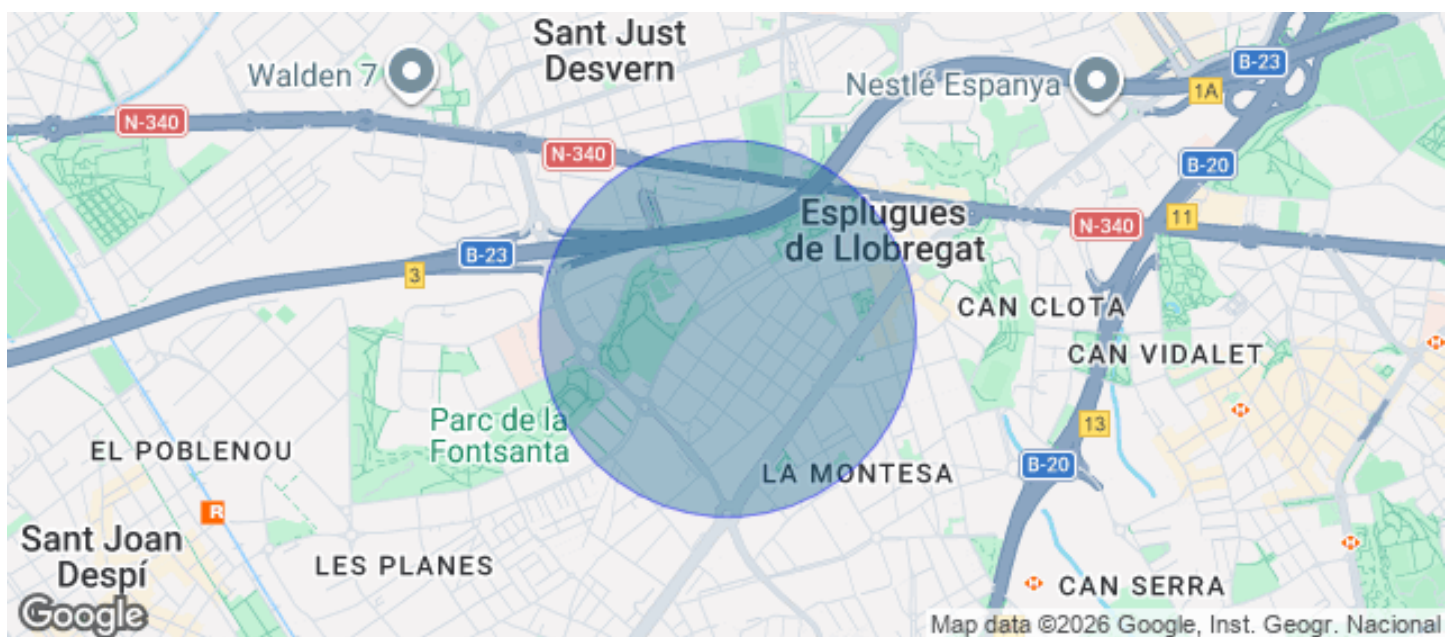 Sant Just
Desvern
Walden 7
Nestlé Espanya
B-23
1A
N-340
N-340
B-20
Esplugues
de Llobregat
11
N-340
B-23
3
CAN CLOTA
CAN VIDALET
Parc de la
Fontsanta
13
EL POBLENOU
LA MONTESA
B-20
R
Sant Joan
Despí
LES PLANES
CAN SERRA
M
M
M
M
Google
Map data ©2026 Google, Inst. Geogr. Nacional